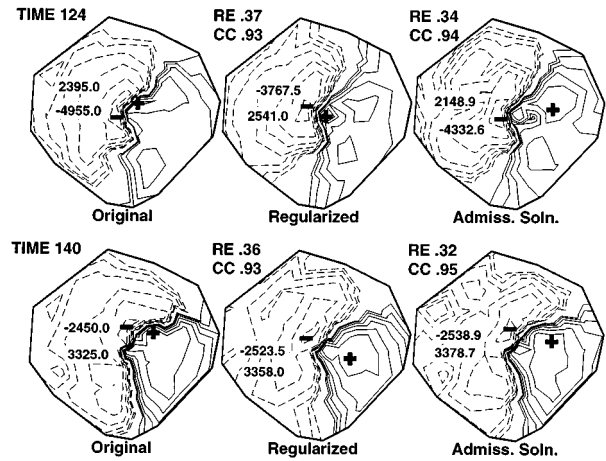 TIME 124
RE .37
CC .93
RE .34
CC .94
2395.0
-4955.0
-3767.5
2541.0
2148.9
-4332.6
Original
Regularized
Admiss. Soln.
TIME 140
RE .36
CC .93
RE .32
CC .95
-2450.0
3325.0
-2523.5
3358.0
-2538.9
3378.7
Original
Regularized
Admiss. Soln.